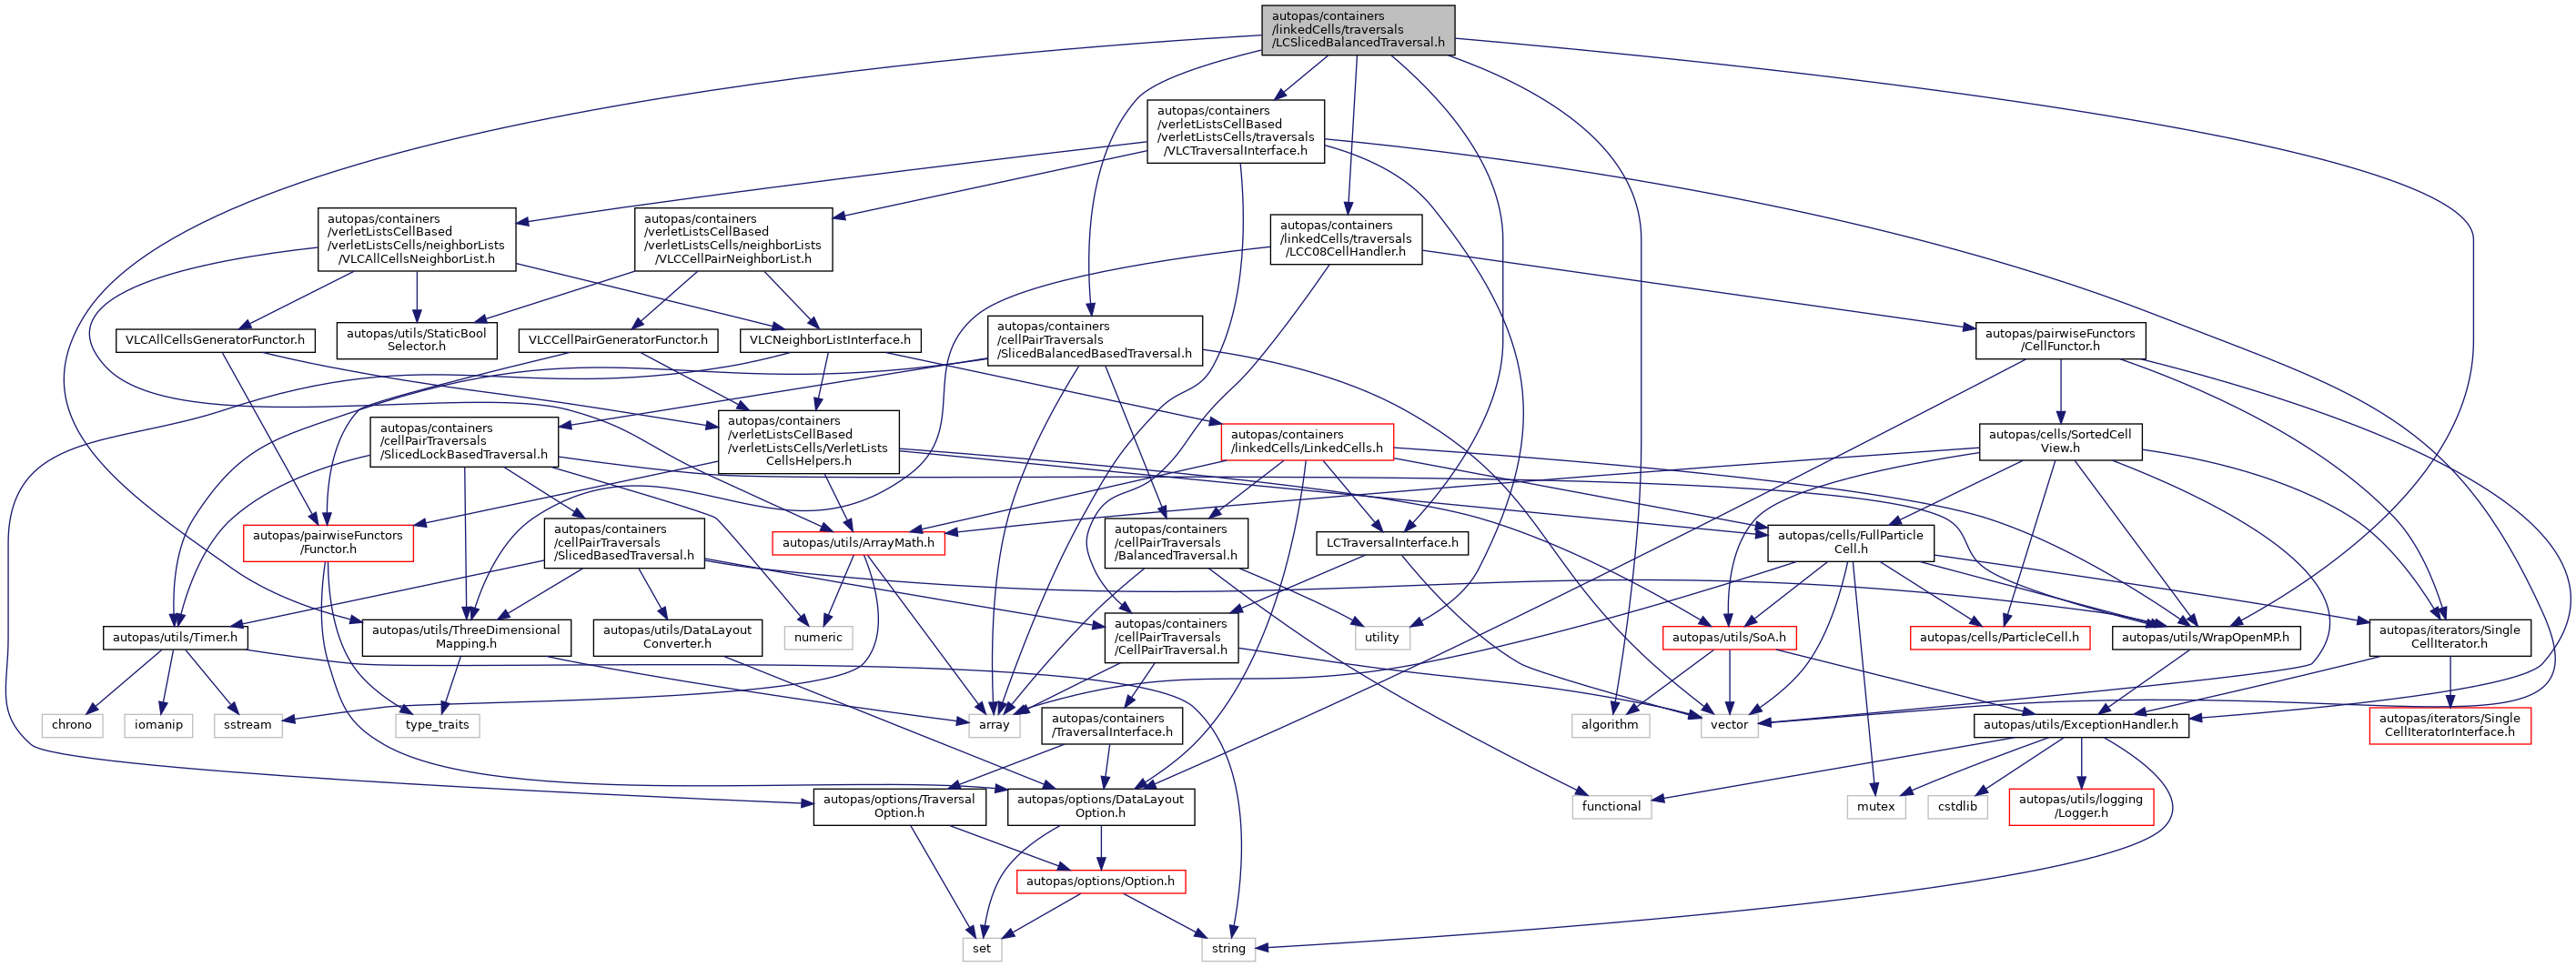 autopas/containers
/linkedCells/traversals
/LCSlicedBalancedTraversal.h
autopas/containers
/verletListsCellBased
/verletListsCells/traversals
/VLCTraversalInterface.h
autopas/containers
/verletListsCellBased
/verletListsCells/neighborLists
/VLCAllCellsNeighborList.h
autopas/containers
/verletListsCellBased
/verletListsCells/neighborLists
/VLCCellPairNeighborList.h
autopas/containers
/linkedCells/traversals
/LCC08CellHandler.h
VLCAllCellsGeneratorFunctor.h
autopas/utils/StaticBool
Selector.h
VLCCellPairGeneratorFunctor.h
VLCNeighborListInterface.h
autopas/containers
/cellPairTraversals
/SlicedBalancedBasedTraversal.h
autopas/pairwiseFunctors
/CellFunctor.h
autopas/containers
/cellPairTraversals
/SlicedLockBasedTraversal.h
autopas/containers
/verletListsCellBased
/verletListsCells/VerletLists
CellsHelpers.h
autopas/containers
/linkedCells/LinkedCells.h
autopas/cells/SortedCell
View.h
autopas/pairwiseFunctors
/Functor.h
autopas/containers
/cellPairTraversals
/SlicedBasedTraversal.h
autopas/utils/ArrayMath.h
autopas/containers
/cellPairTraversals
/BalancedTraversal.h
LCTraversalInterface.h
autopas/cells/FullParticle
Cell.h
autopas/utils/Timer.h
autopas/utils/ThreeDimensional
Mapping.h
autopas/utils/DataLayout
Converter.h
numeric
autopas/containers
/cellPairTraversals
/CellPairTraversal.h
utility
autopas/utils/SoA.h
autopas/cells/ParticleCell.h
autopas/utils/WrapOpenMP.h
autopas/iterators/Single
CellIterator.h
chrono
iomanip
sstream
type_traits
array
autopas/containers
/TraversalInterface.h
algorithm
vector
autopas/utils/ExceptionHandler.h
autopas/iterators/Single
CellIteratorInterface.h
autopas/options/Traversal
Option.h
autopas/options/DataLayout
Option.h
functional
mutex
cstdlib
autopas/utils/logging
/Logger.h
autopas/options/Option.h
set
string